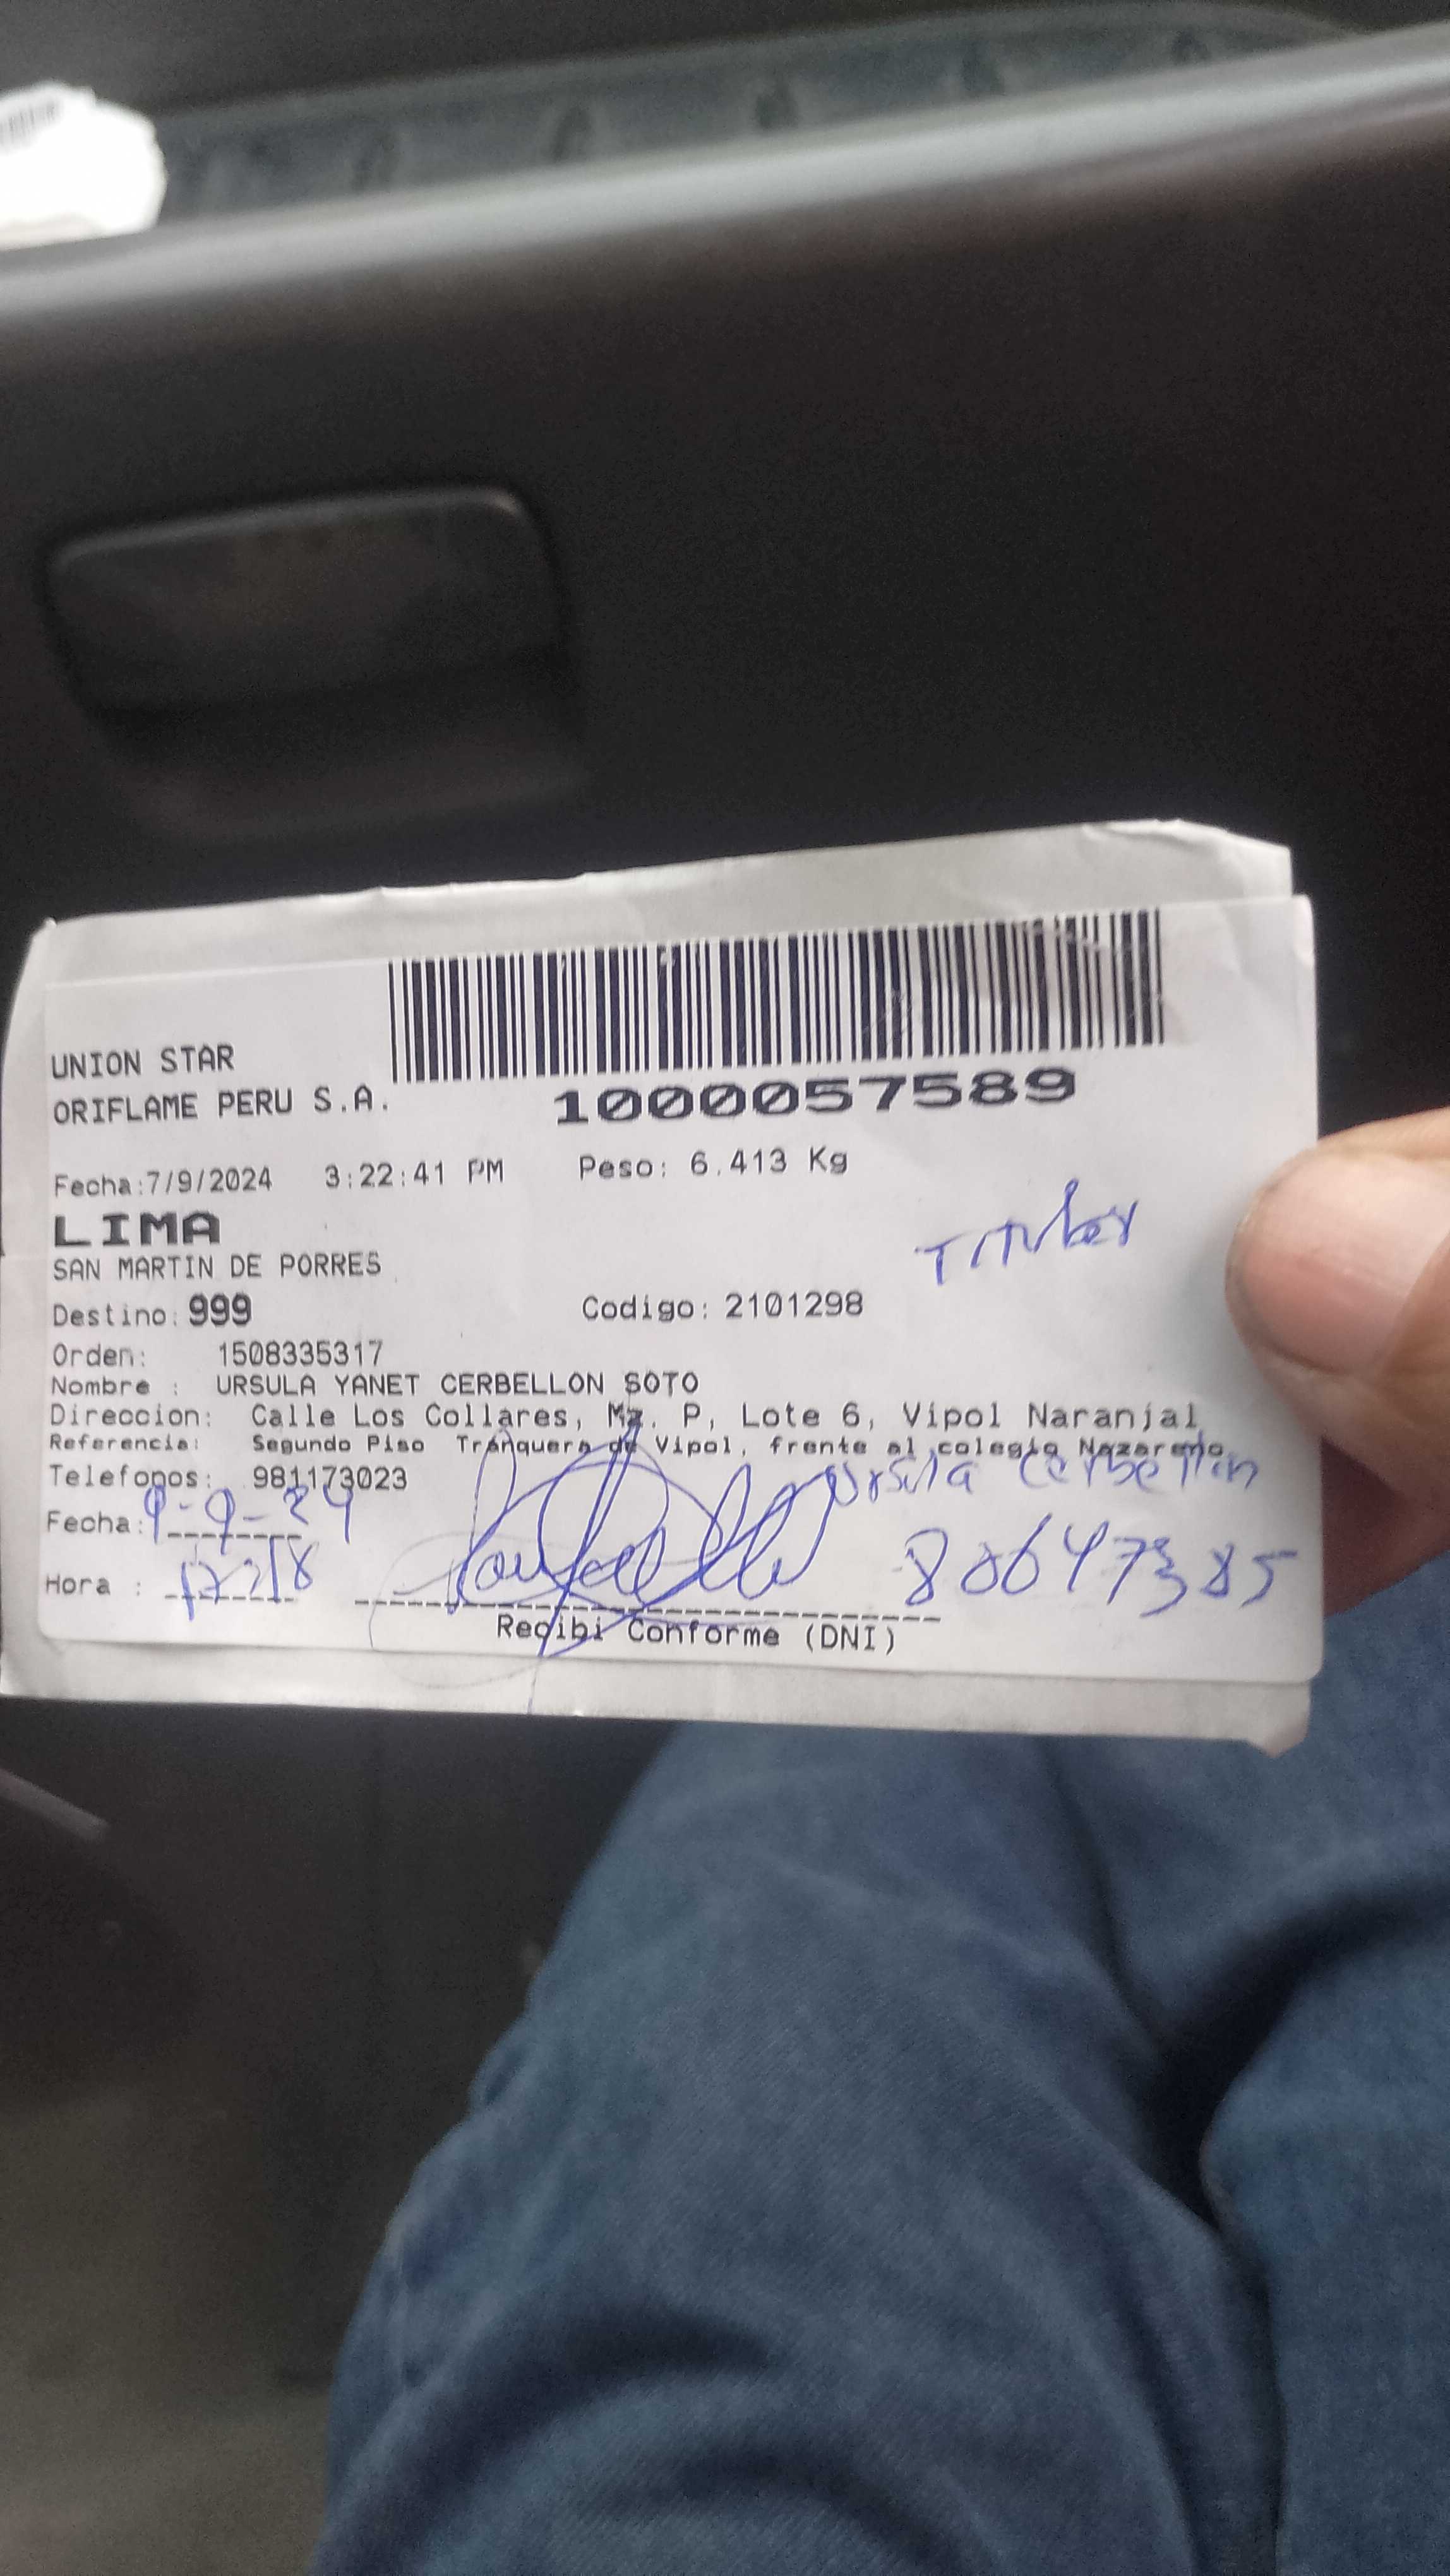 UNION STAR
ORIFLAME PERU S.A.
1000057589
Fecha:7/9/2024 3:22:41 PM Peso: 6.413 Kg
LIMA
Titular
SAN MARTIN DE PORRES
Destino: 999 Codigo: 2101298
Orden: 1508335317
Nombre : URSULA YANET CERBELLON SOTO
Direccion: Calle Los Collares, Mz. P, Lote 6, Vipol Naranjal
Referencia: Segundo Piso Tranquera de Vipol, frente al colegio Nazareno
Telefonos: 981173023
Ursula Cerbellon
Fecha: 9-9-24
80647385
Hora :
Recibi Conforme (DNI)